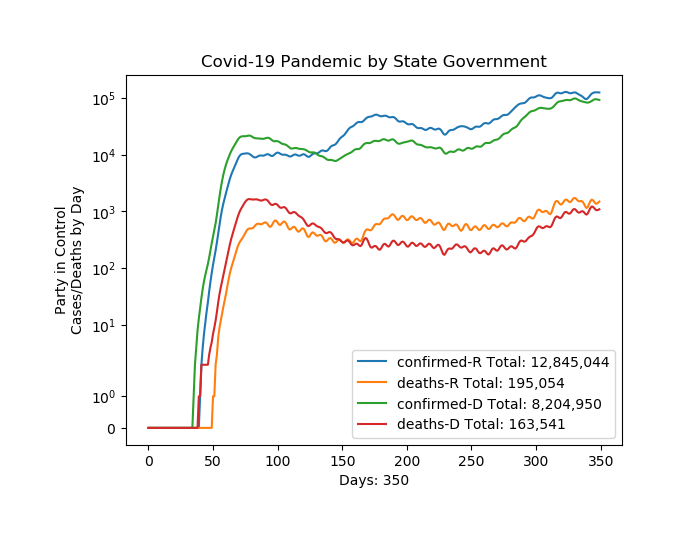 Covid-19 Pandemic by State Government
Party in Control
Cases/Deaths by Day
10⁵
10⁴
10³
10²
10¹
10⁰
0
confirmed-R Total: 12,845,044
deaths-R Total: 195,054
confirmed-D Total: 8,204,950
deaths-D Total: 163,541
0 50 100 150 200 250 300 350
Days: 350